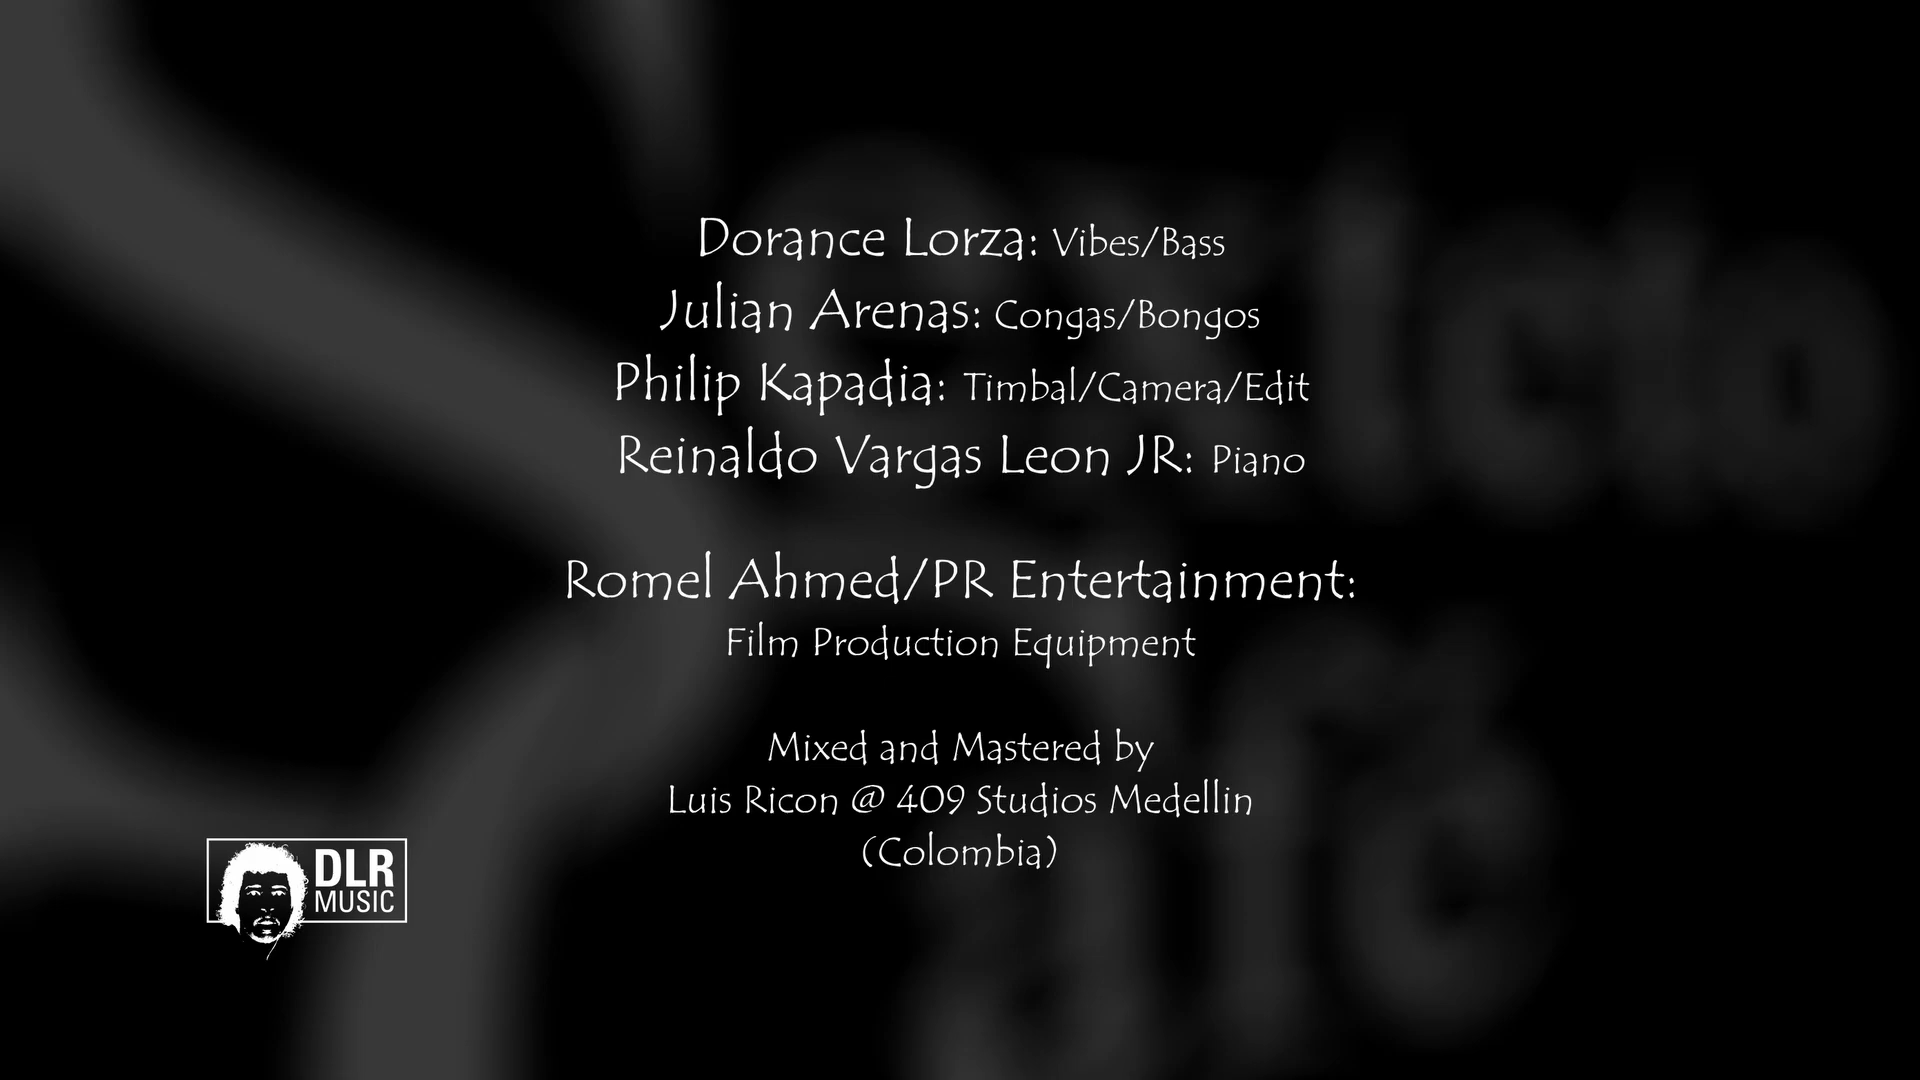 Dorance Lorza: Vibes/Bass
Julian Arenas: Congas/Bongos
Philip Kapadia: Timbal/Camera/Edit
Reinaldo Vargas Leon JR: Piano
Romel Ahmed/PR Entertainment:
Film Production Equipment
Mixed and Mastered by
Luis Ricon @ 409 Studios Medellin
(Colombia)
DLR
MUSIC